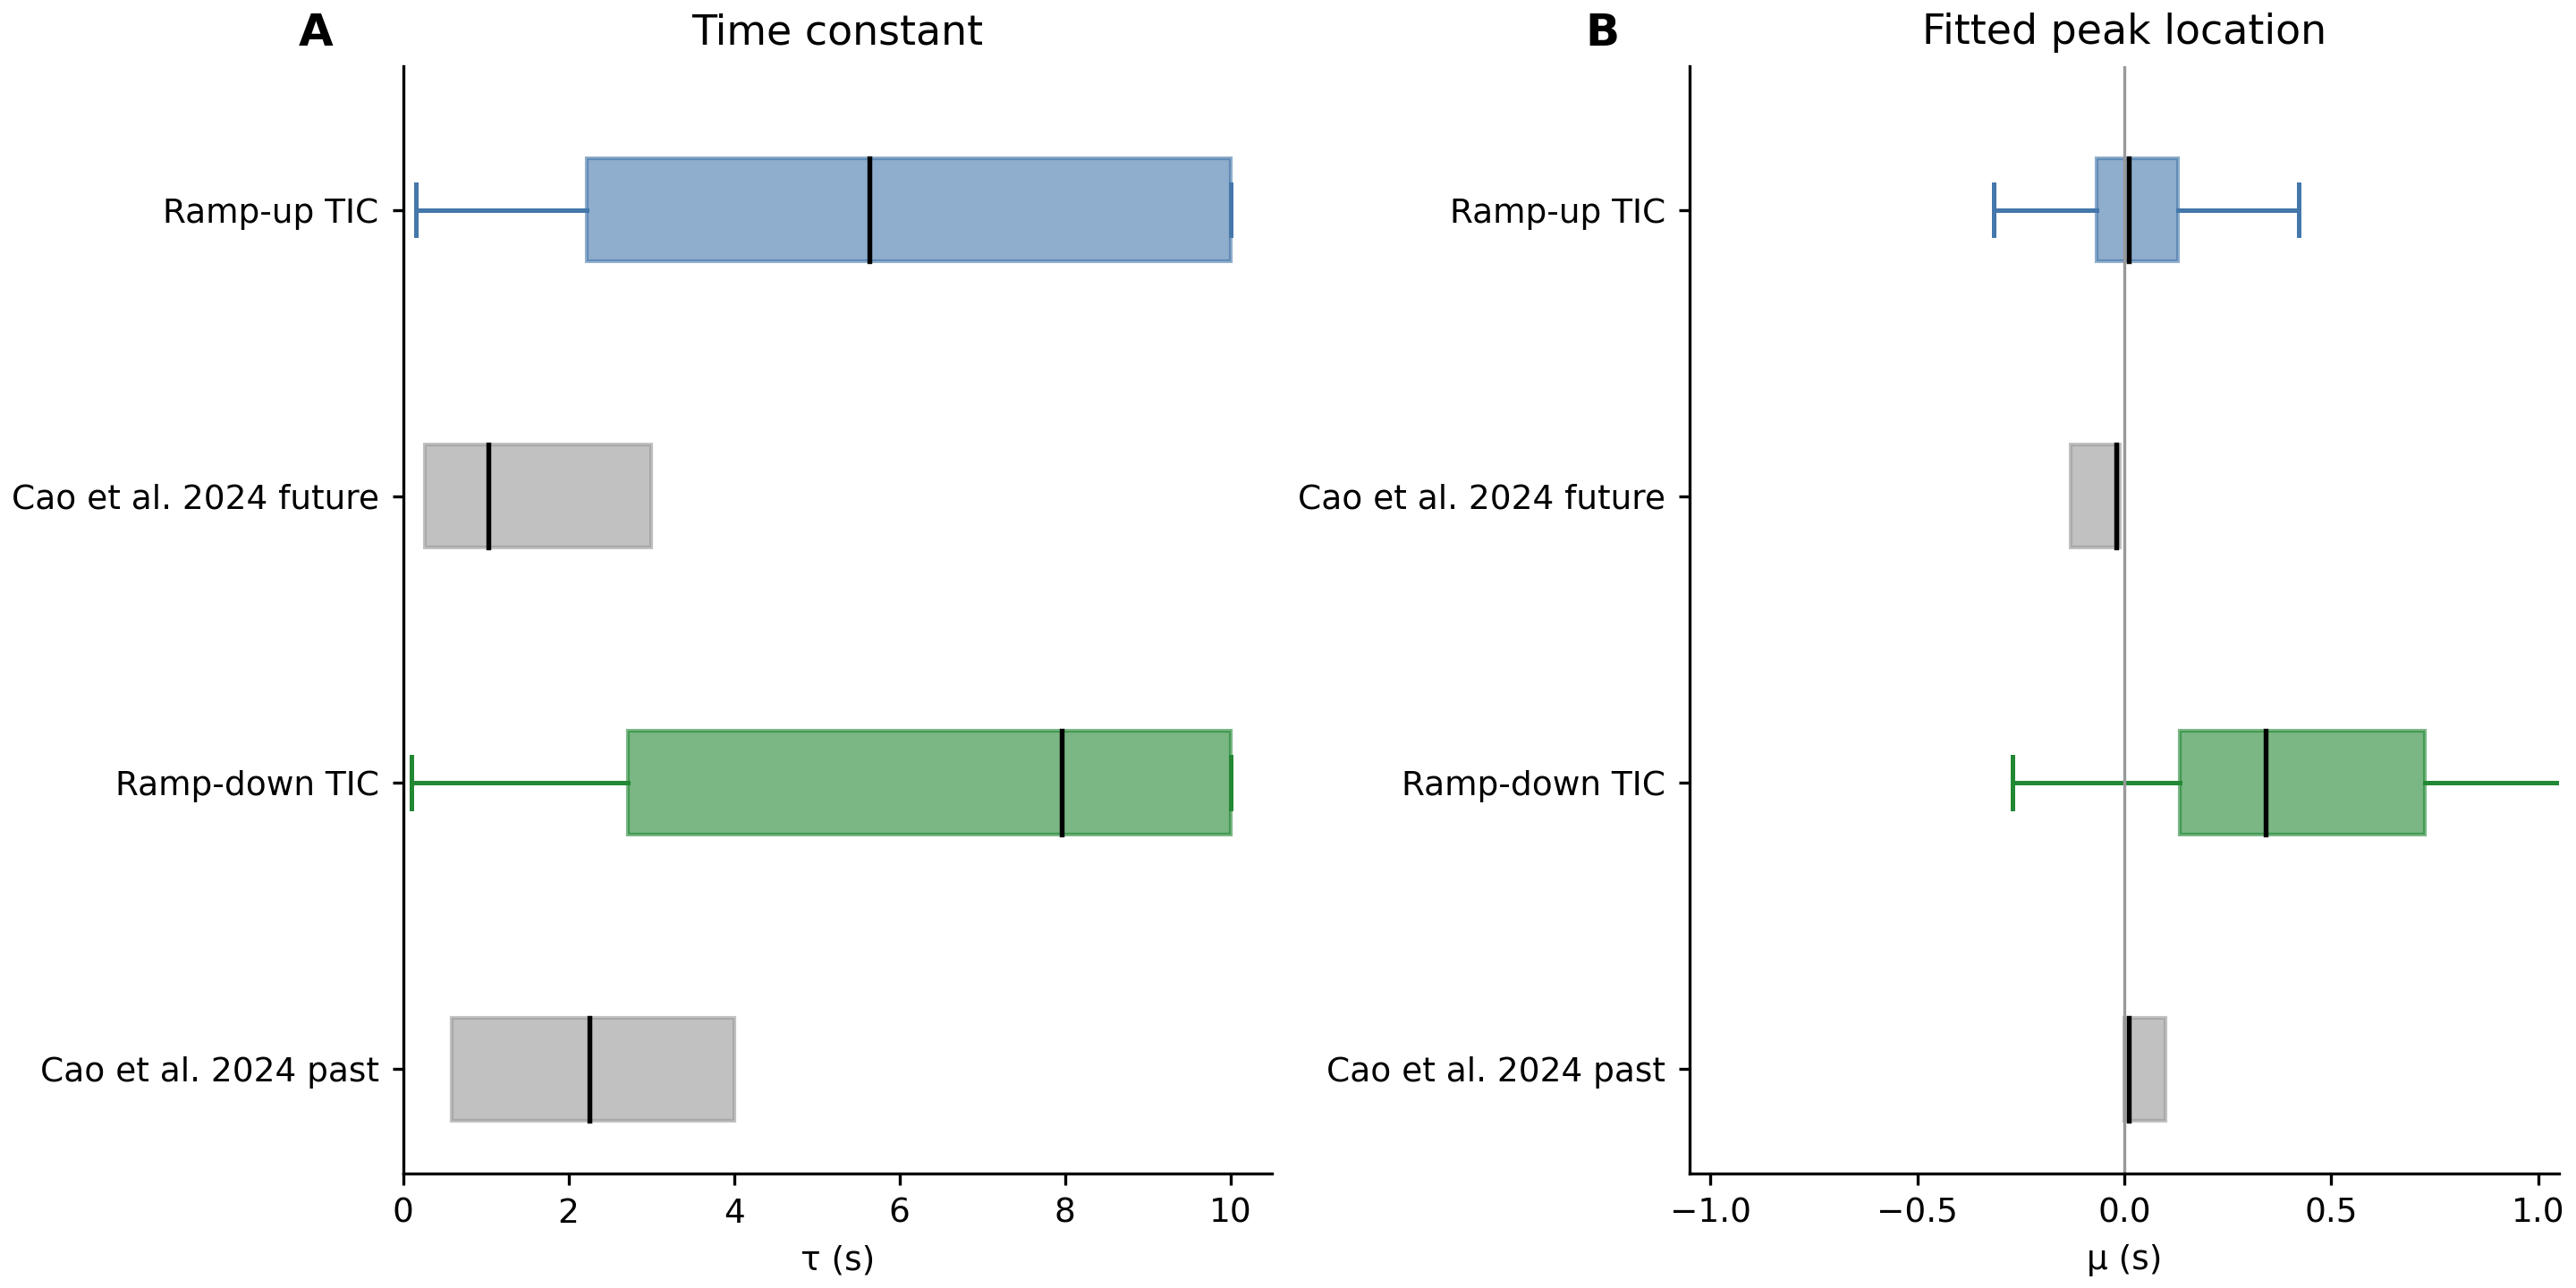 A
Time constant
Ramp-up TIC
Cao et al. 2024 future
Ramp-down TIC
Cao et al. 2024 past
0 2 4 6 8 10
τ (s)
B
Fitted peak location
Ramp-up TIC
Cao et al. 2024 future
Ramp-down TIC
Cao et al. 2024 past
−1.0 −0.5 0.0 0.5 1.0
μ (s)